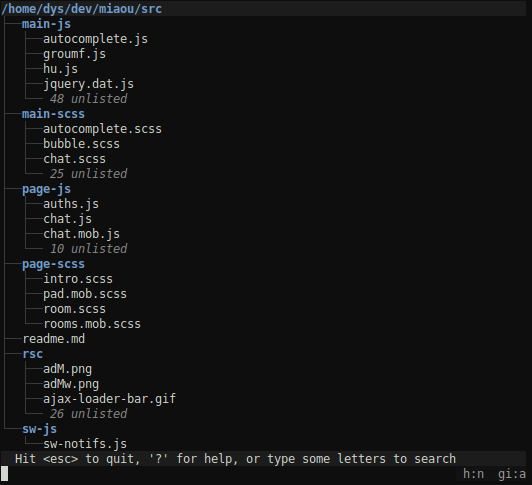 /home/dys/dev/miaou/src
main-js
autocomplete.js
groumf.js
hu.js
jquery.dat.js
48 unlisted
main-scss
autocomplete.scss
bubble.scss
chat.scss
25 unlisted
page-js
auths.js
chat.js
chat.mob.js
10 unlisted
page-scss
intro.scss
pad.mob.scss
room.scss
rooms.mob.scss
readme.md
rsc
adM.png
adMw.png
ajax-loader-bar.gif
26 unlisted
sw-js
sw-notifs.js
Hit <esc> to quit, '?' for help, or type some letters to search
h:n gi:a